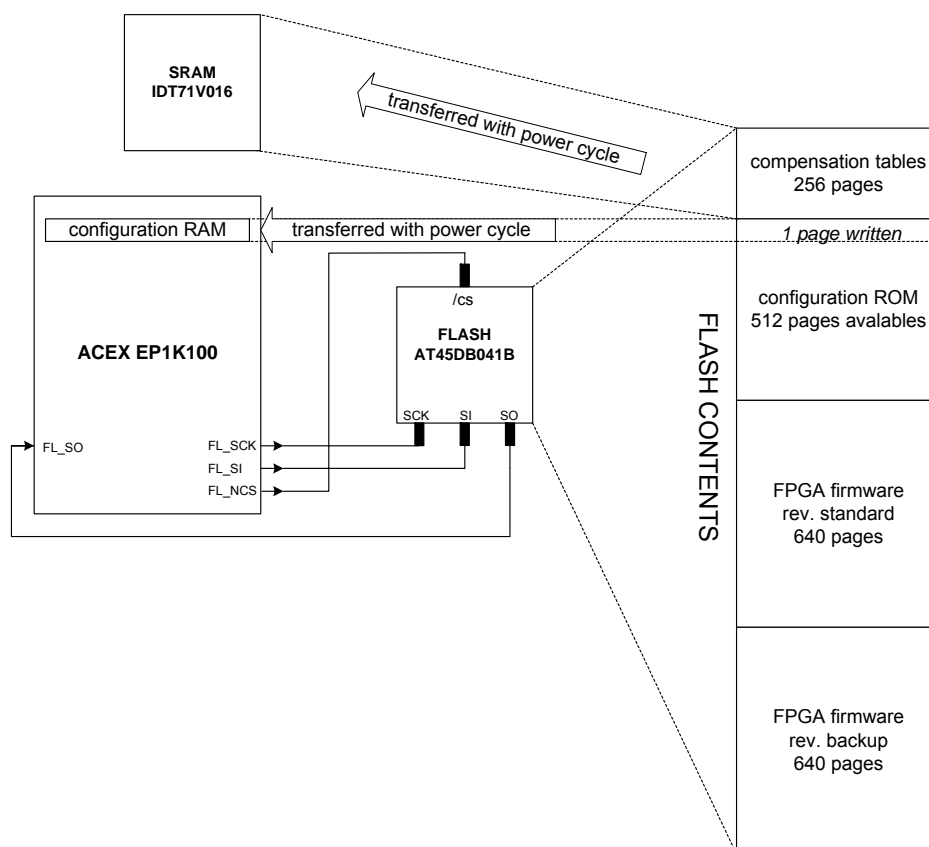 SRAM
IDT71V016
transferred with power cycle
compensation tables
256 pages
configuration RAM
transferred with power cycle
1 page written
/cs
FLASH
AT45DB041B
configuration ROM
512 pages avalables
ACEX EP1K100
SCK
SI
SO
FL_SO
FL_SCK
FL_SI
FL_NCS
FLASH CONTENTS
FPGA firmware
rev. standard
640 pages
FPGA firmware
rev. backup
640 pages